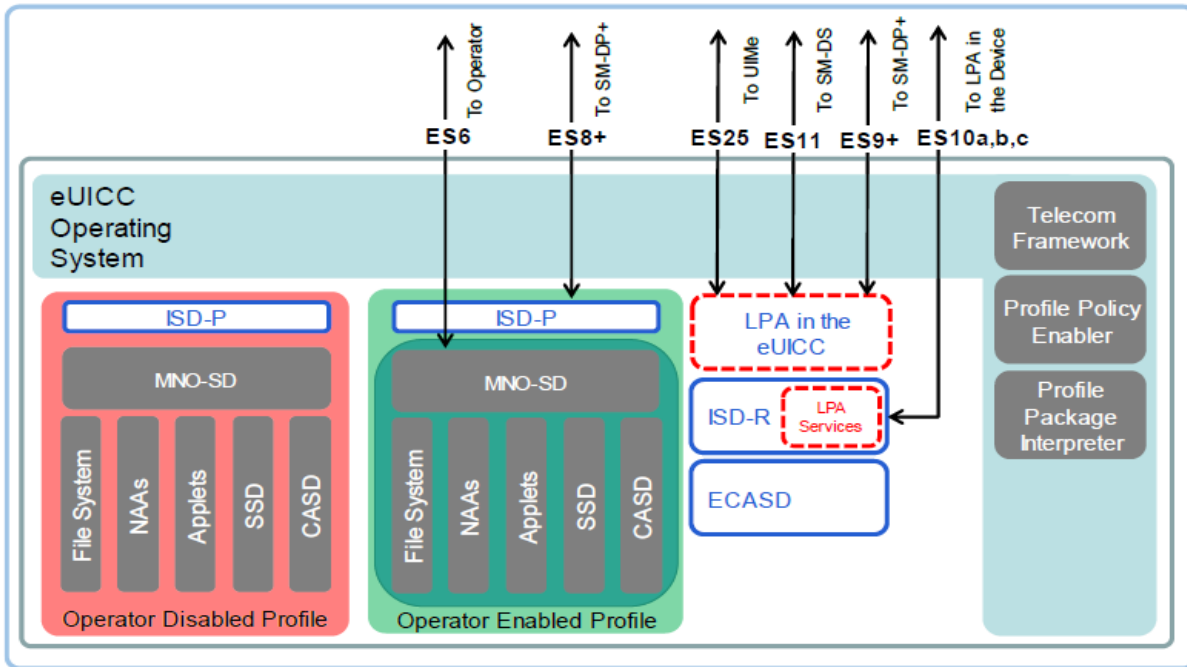 To Operator
To SM-DP+
To UIMe
To SM-DS
To SM-DP+
To LPA in
the Device
ES6
ES8+
ES25
ES11
ES9+
ES10a,b,c
eUICC
Operating
System
Telecom
Framework
Profile Policy
Enabler
Profile
Package
Interpreter
ISD-P
MNO-SD
File System
NAAs
Applets
SSD
CASD
Operator Disabled Profile
ISD-P
MNO-SD
File System
NAAs
Applets
SSD
CASD
Operator Enabled Profile
LPA in the
eUICC
ISD-R
LPA
Services
ECASD